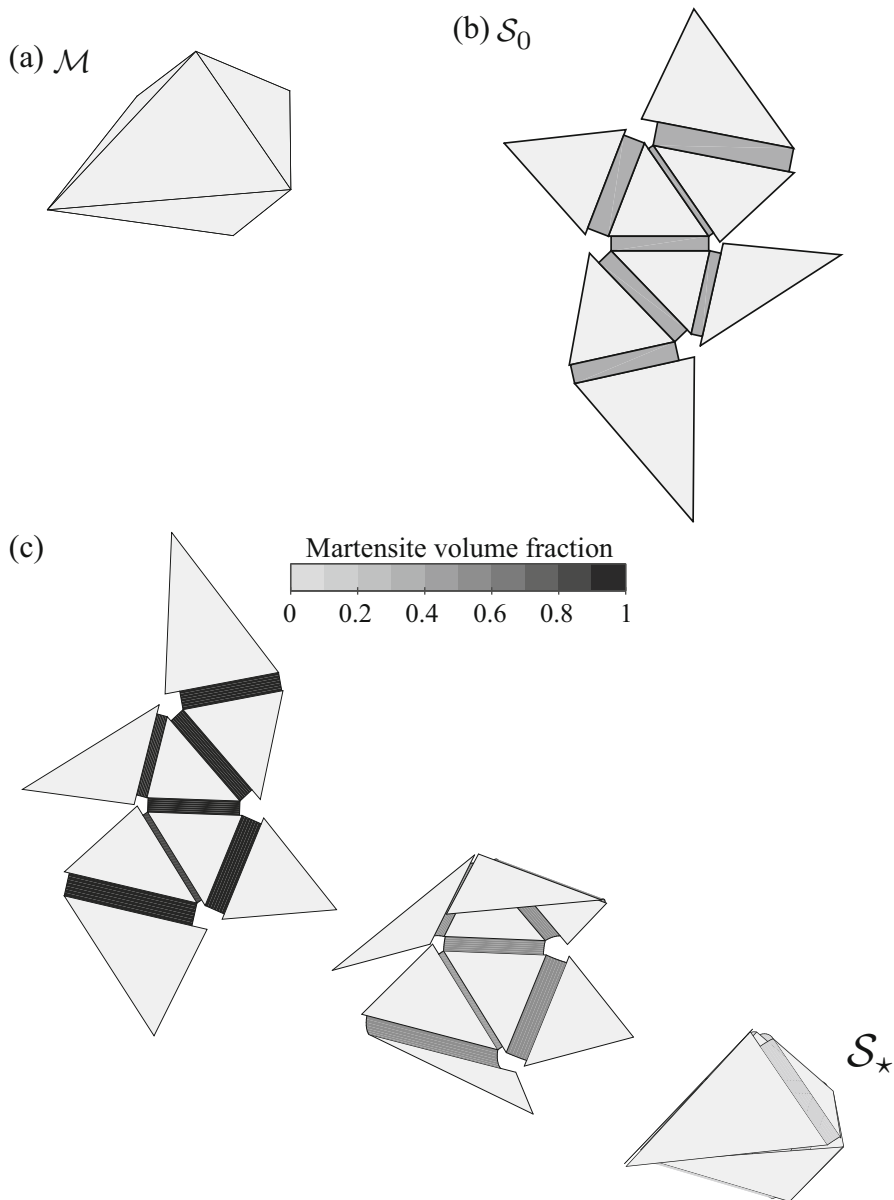 (a) ℳ
(b) 𝒮₀
(c)
Martensite volume fraction
0 0.2 0.4 0.6 0.8 1
𝒮⋆